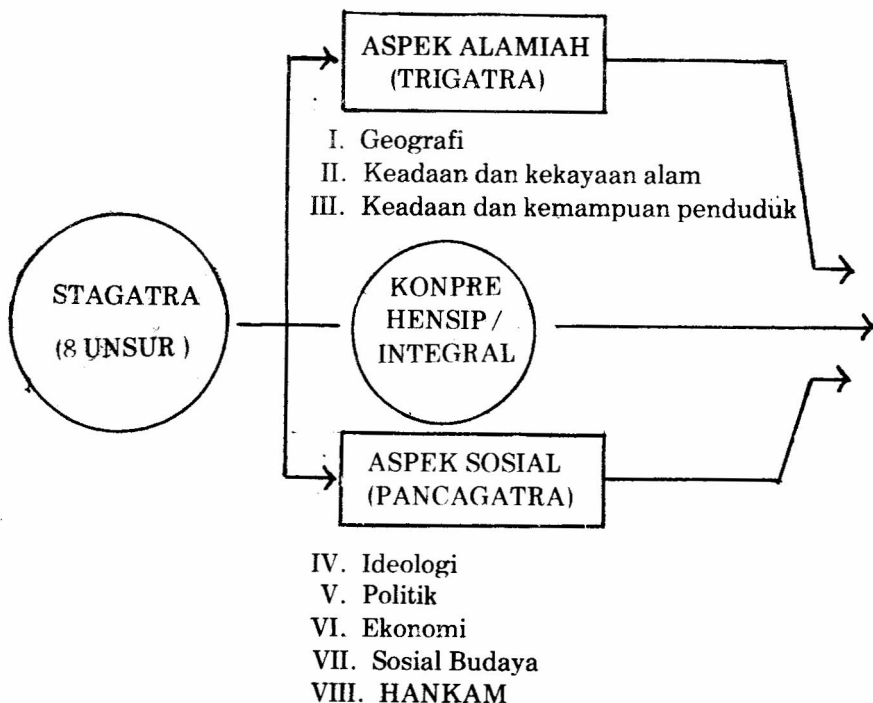 ASPEK ALAMIAH
(TRIGATRA)
I. Geografi
II. Keadaan dan kekayaan alam
III. Keadaan dan kemampuan penduduk
STAGATRA
(8 UNSUR )
KONPRE
HENSIP /
INTEGRAL
ASPEK SOSIAL
(PANCAGATRA)
IV. Ideologi
V. Politik
VI. Ekonomi
VII. Sosial Budaya
VIII. HANKAM